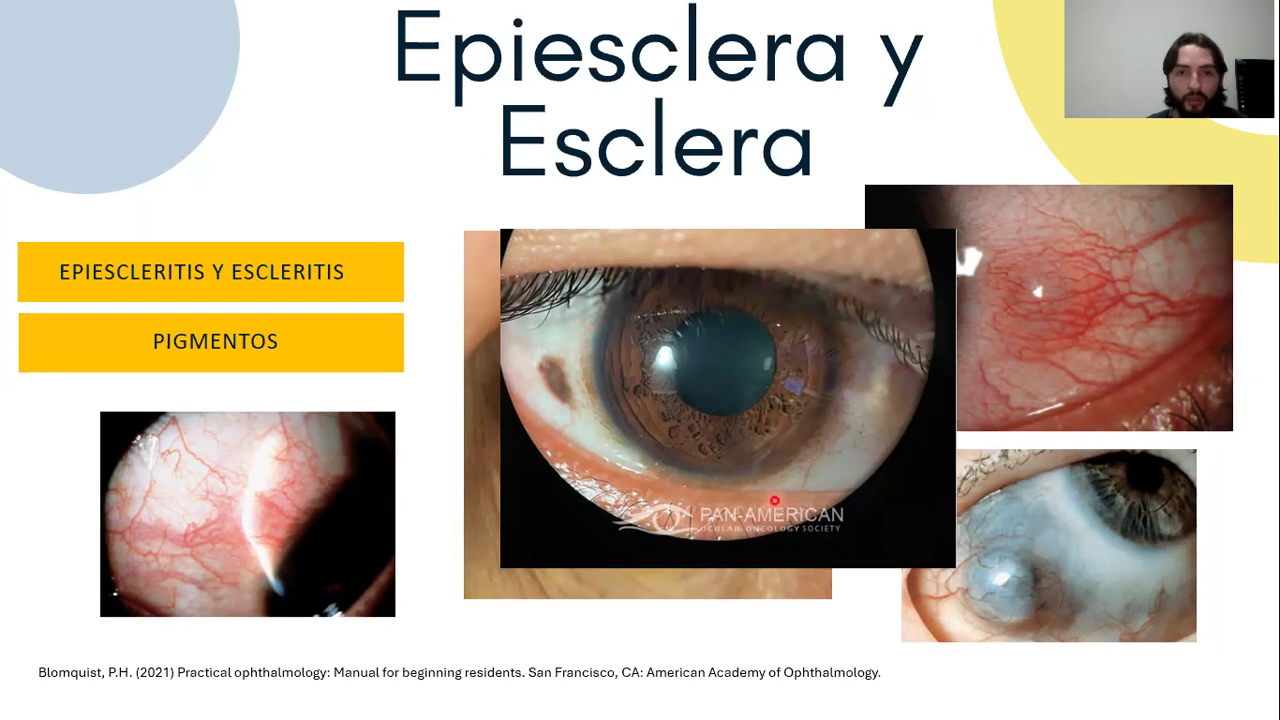 Epiesclera y
Esclera
EPIESCLERITIS Y ESCLERITIS
PIGMENTOS
PAN-AMERICAN
OCULAR ONCOLOGY SOCIETY
Blomquist, P.H. (2021) Practical ophthalmology: Manual for beginning residents. San Francisco, CA: American Academy of Ophthalmology.